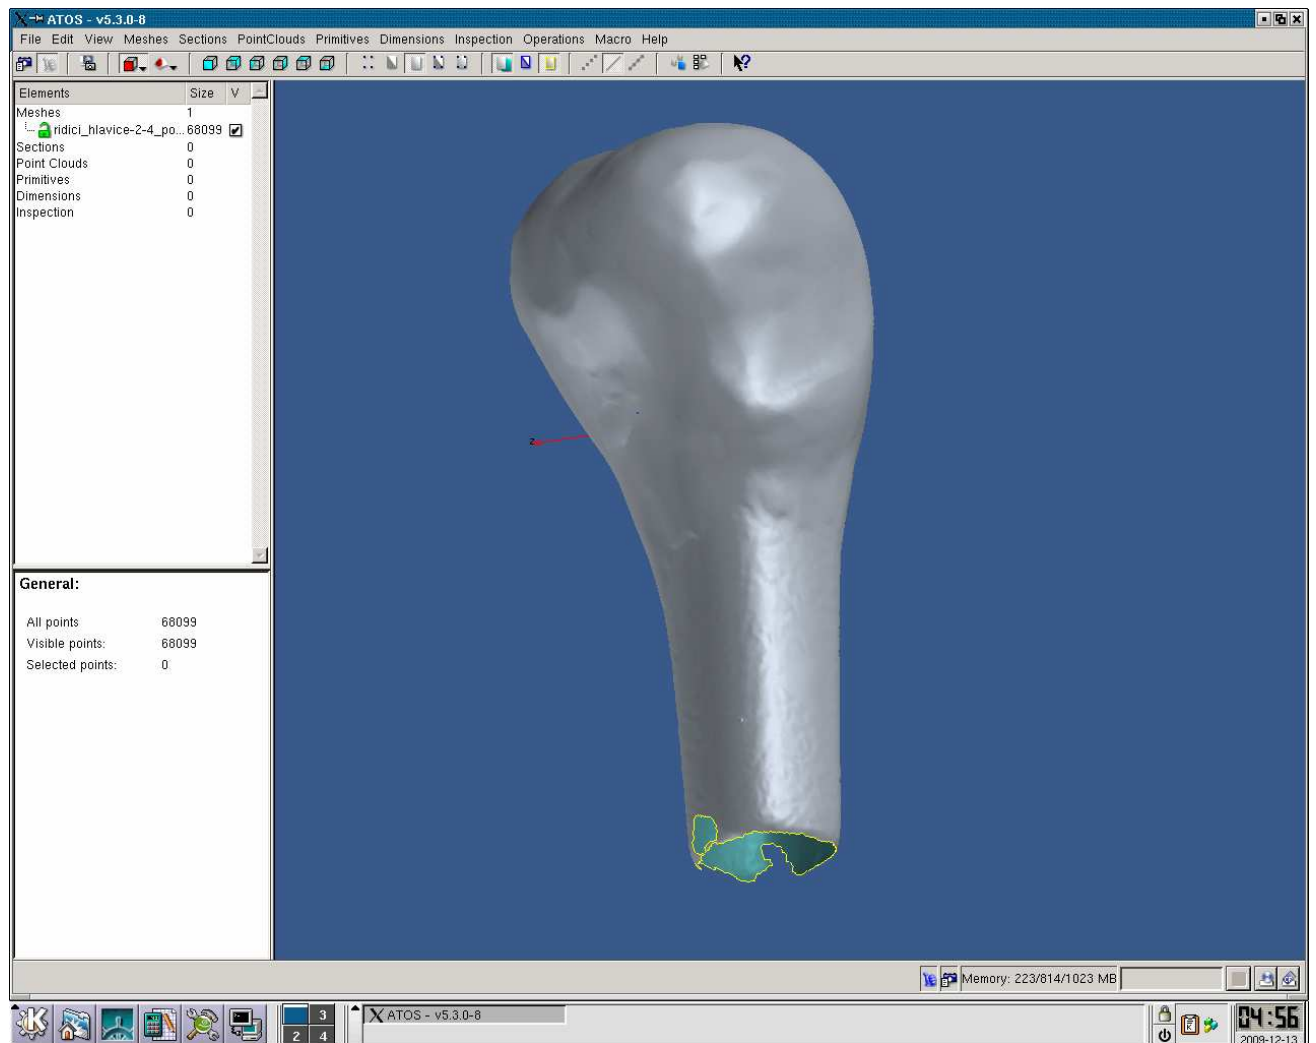 ATOS - v5.3.0-8
File Edit View Meshes Sections PointClouds Primitives Dimensions Inspection Operations Macro Help
Elements Size V
Meshes 1
ridici_hlavice-2-4_po... 68099
Sections 0
Point Clouds 0
Primitives 0
Dimensions 0
Inspection 0
z
General:
All points 68099
Visible points: 68099
Selected points: 0
Memory: 223/814/1023 MB
3
2 4
ATOS - v5.3.0-8
04:56
2009-12-13